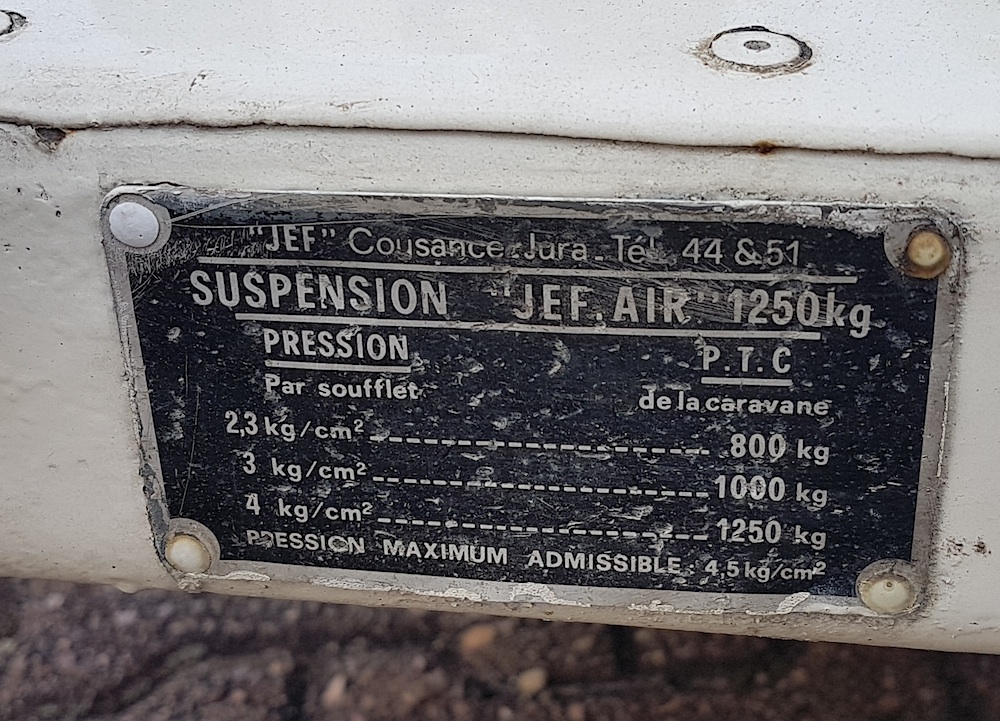 "JEF" Cousance. Jura. Tél. 44 & 51
SUSPENSION "JEF. AIR" 1250kg
PRESSION P.T.C
Par soufflet de la caravane
2,3 kg/cm² 800 kg
3 kg/cm² 1000 kg
4 kg/cm² 1250 kg
PRESSION MAXIMUM ADMISSIBLE : 4,5 kg/cm²